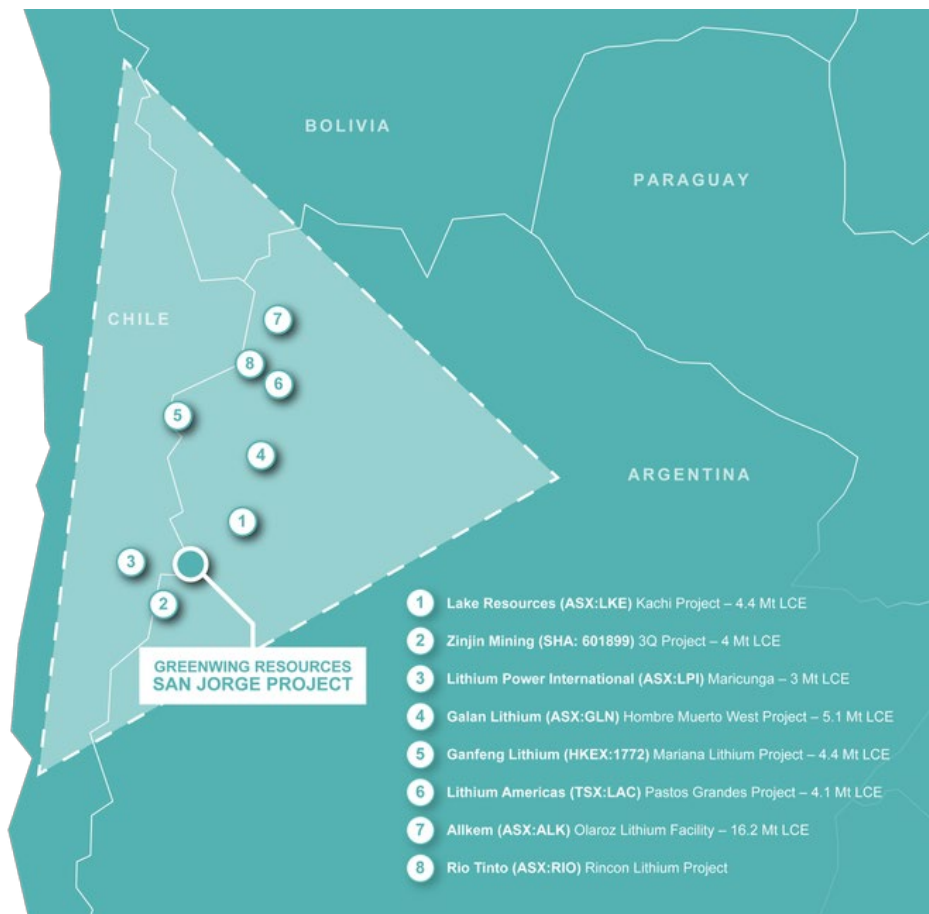 BOLIVIA
PARAGUAY
CHILE
7
8
6
5
4
ARGENTINA
1
3
2
GREENWING RESOURCES
SAN JORGE PROJECT
1 Lake Resources (ASX:LKE) Kachi Project – 4.4 Mt LCE
2 Zinjin Mining (SHA: 601899) 3Q Project – 4 Mt LCE
3 Lithium Power International (ASX:LPI) Maricunga – 3 Mt LCE
4 Galan Lithium (ASX:GLN) Hombre Muerto West Project – 5.1 Mt LCE
5 Ganfeng Lithium (HKEX:1772) Mariana Lithium Project – 4.4 Mt LCE
6 Lithium Americas (TSX:LAC) Pastos Grandes Project – 4.1 Mt LCE
7 Allkem (ASX:ALK) Olaroz Lithium Facility – 16.2 Mt LCE
8 Rio Tinto (ASX:RIO) Rincon Lithium Project